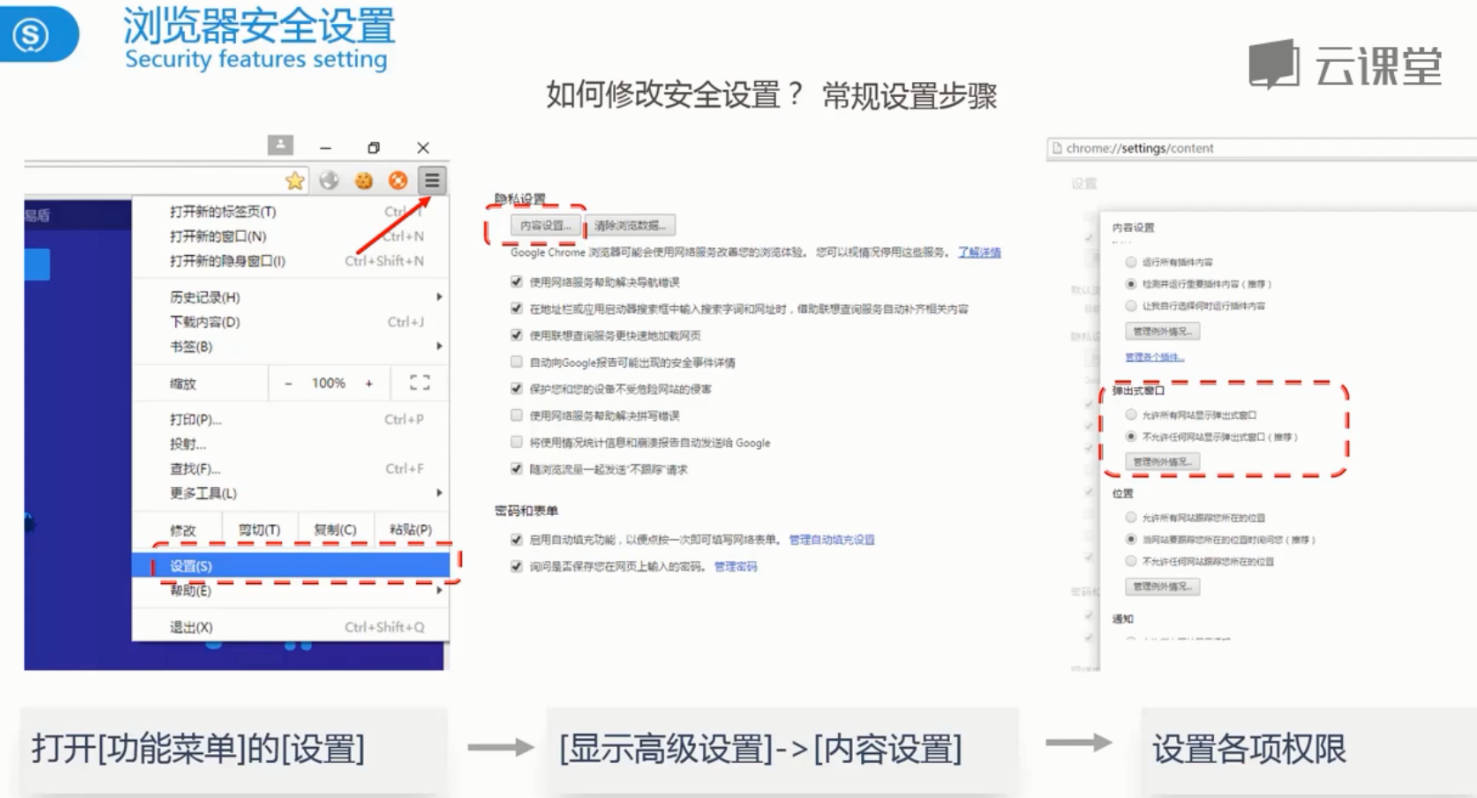 S
浏览器安全设置
Security features setting
云课堂
如何修改安全设置？ 常规设置步骤
易盾
打开新的标签页(T)
打开新的窗口(N) Ctrl+N
打开新的隐身窗口(I) Ctrl+Shift+N
历史记录(H)
下载内容(D) Ctrl+J
书签(B)
缩放 - 100% +
打印(P)... Ctrl+P
投射...
查找(F)... Ctrl+F
更多工具(L)
修改 剪切(T) 复制(C) 粘贴(P)
设置(S)
帮助(E)
退出(X) Ctrl+Shift+Q
隐私设置
内容设置... 清除浏览数据...
Google Chrome 浏览器可能会使用网络服务改善您的浏览体验。 您可以视情况停用这些服务。 了解详情
使用网络服务帮助解决导航错误
在地址栏或应用启动器搜索框中输入搜索字词和网址时，借助联想查询服务自动补齐相关内容
使用联想查询服务更快速地加载网页
自动向Google报告可能出现的安全事件详情
保护您和您的设备不受危险网站的侵害
使用网络服务帮助解决拼写错误
将使用情况统计信息和崩溃报告自动发送给 Google
随浏览流量一起发送"不跟踪"请求
密码和表单
启用自动填充功能，以便点按一次即可填写网络表单。 管理自动填充设置
询问是否保存您在网页上输入的密码。 管理密码
chrome://settings/content
设置
内容设置
运行所有插件内容
检测并运行重要插件内容（推荐）
让我自行选择何时运行插件内容
管理例外情况...
管理各个插件...
弹出式窗口
允许所有网站显示弹出式窗口
不允许任何网站显示弹出式窗口（推荐）
管理例外情况...
位置
允许所有网站跟踪您所在的位置
当网站要跟踪您所在的位置时询问您（推荐）
不允许任何网站跟踪您所在的位置
管理例外情况...
通知
打开[功能菜单]的[设置]
[显示高级设置]->[内容设置]
设置各项权限